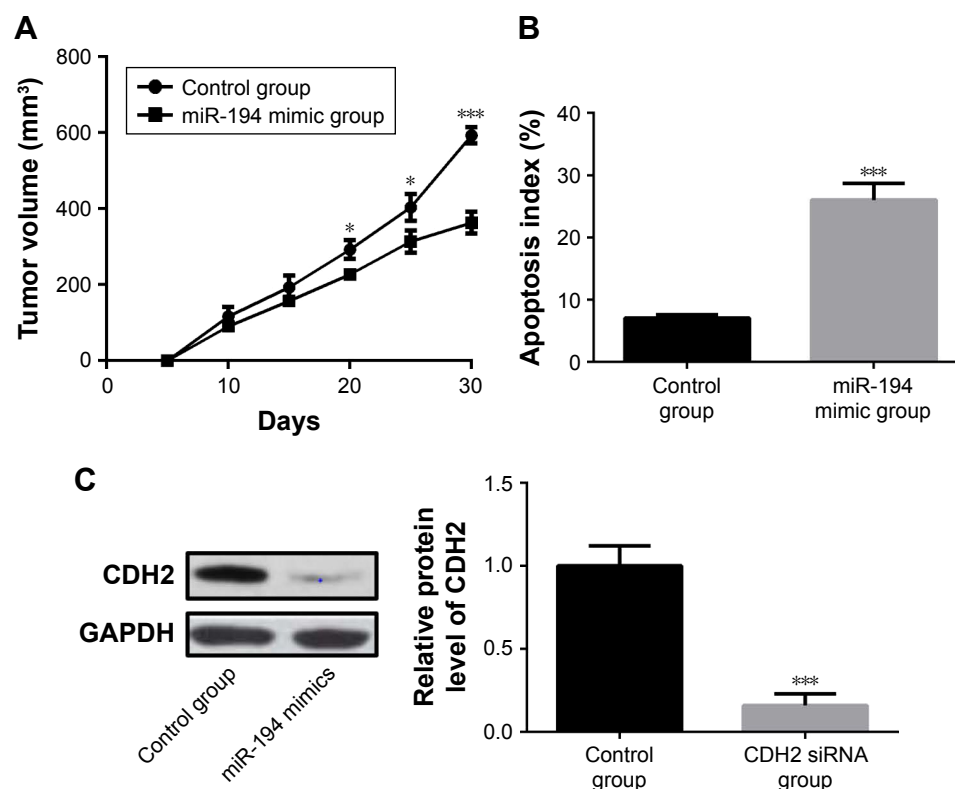 A
Tumor volume (mm³)
800
600
400
200
0
Control group
miR-194 mimic group
*
*
***
0
10
20
30
Days
B
Apoptosis index (%)
40
30
20
10
0
***
Control
group
miR-194
mimic group
C
CDH2
GAPDH
Control group
miR-194 mimics
Relative protein
level of CDH2
1.5
1.0
0.5
0.0
***
Control
group
CDH2 siRNA
group